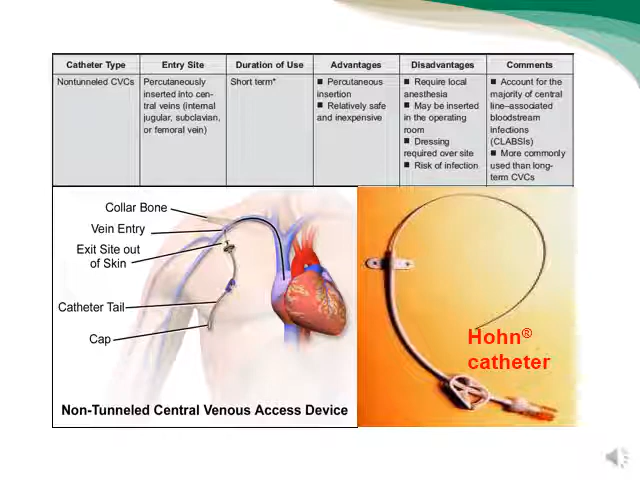 Catheter Type Entry Site Duration of Use Advantages Disadvantages Comments
Nontunneled CVCs
Percutaneously
inserted into cen-
tral veins (internal
jugular, subclavian,
or femoral vein)
Short term*
■ Percutaneous
insertion
■ Relatively safe
and inexpensive
■ Require local
anesthesia
■ May be inserted
in the operating
room
■ Dressing
required over site
■ Risk of infection
■ Account for the
majority of central
line–associated
bloodstream
infections
(CLABSIs)
■ More commonly
used than long-
term CVCs
Collar Bone
Vein Entry
Exit Site out
of Skin
Catheter Tail
Cap
Non-Tunneled Central Venous Access Device
Hohn®
catheter